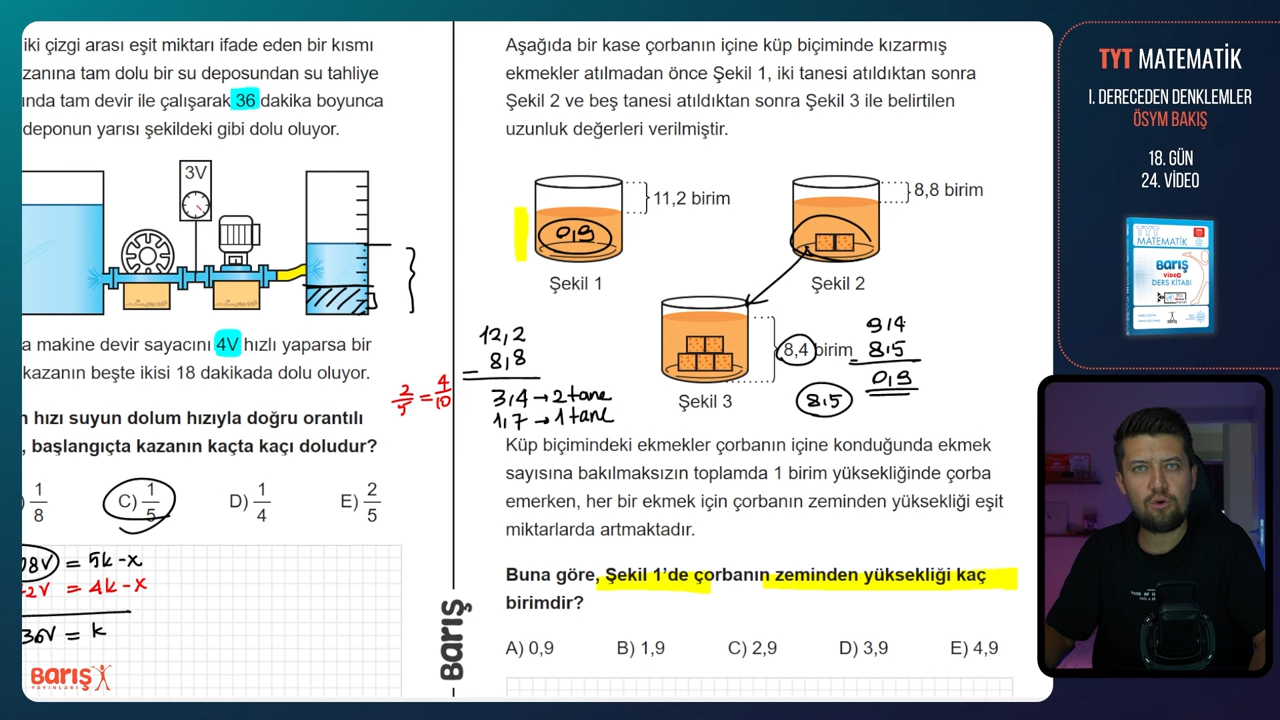 iki çizgi arası eşit miktarı ifade eden bir kısmı
zanına tam dolu bir su deposundan su tahliye
ında tam devir ile çalışarak 36 dakika boyunca
deponun yarısı şekildeki gibi dolu oluyor.
3V
a makine devir sayacını 4V hızlı yaparsa bir
kazanın beşte ikisi 18 dakikada dolu oluyor.
2/5 = 4/10
n hızı suyun dolum hızıyla doğru orantılı
, başlangıçta kazanın kaçta kaçı doludur?
) 1/8 C) 1/5 D) 1/4 E) 2/5
08V = 5k-x
-2V = 4k-x
36V = k
Barış
YAYINLARI
Barış
Aşağıda bir kase çorbanın içine küp biçiminde kızarmış
ekmekler atılmadan önce Şekil 1, iki tanesi atıldıktan sonra
Şekil 2 ve beş tanesi atıldıktan sonra Şekil 3 ile belirtilen
uzunluk değerleri verilmiştir.
11,2 birim
0,9
Şekil 1
8,8 birim
Şekil 2
8,4 birim
Şekil 3
12,2
8,8
=
3,4 → 2 tane
1,7 → 1 tane
9,4
8,5
=
0,9
8,5
Küp biçimindeki ekmekler çorbanın içine konduğunda ekmek
sayısına bakılmaksızın toplamda 1 birim yüksekliğinde çorba
emerken, her bir ekmek için çorbanın zeminden yüksekliği eşit
miktarlarda artmaktadır.
Buna göre, Şekil 1'de çorbanın zeminden yüksekliği kaç
birimdir?
A) 0,9 B) 1,9 C) 2,9 D) 3,9 E) 4,9
TYT MATEMATİK
I. DERECEDEN DENKLEMLER
ÖSYM BAKIŞ
18. GÜN
24. VİDEO
TYT
MATEMATİK
Barış
VİDEO
DERS KİTABI